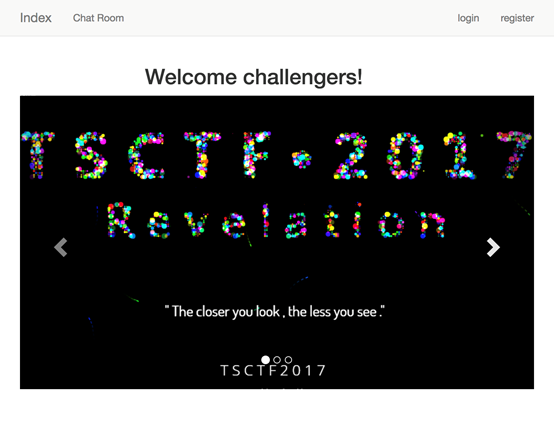 Index Chat Room login register
Welcome challengers!
TSCTF-2017
Revelation
" The closer you look , the less you see ."
TSCTF2017